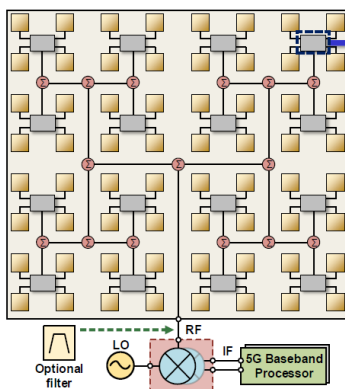 Σ Σ Σ Σ
Σ Σ
Σ Σ Σ
Σ Σ Σ Σ Σ Σ
RF
LO
IF
Optional
filter
5G Baseband
Processor